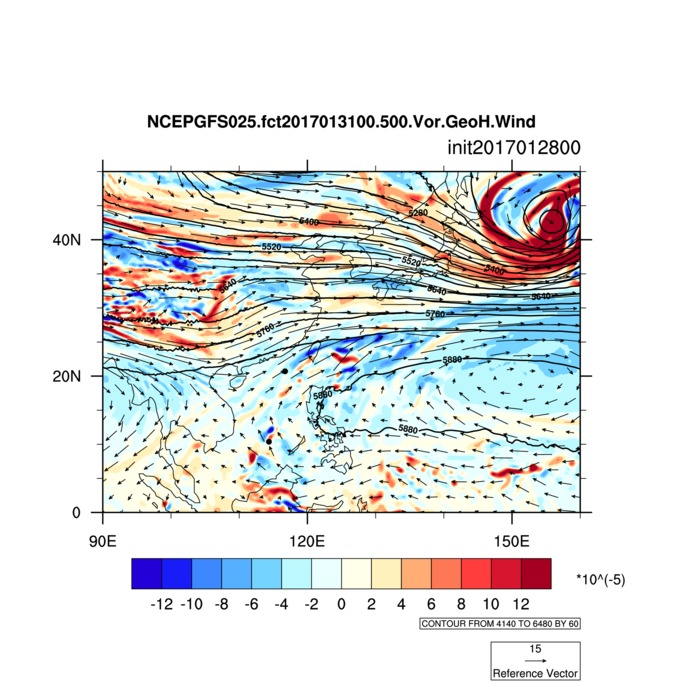 NCEPGFS025.fct2017013100.500.Vor.GeoH.Wind
init2017012800
5400
5280
40N
5520
5520
5400
5640
5640
5640
5760
5760
5880
20N
5880
5880
0
90E 120E 150E
-12 -10 -8 -6 -4 -2 0 2 4 6 8 10 12
*10^(-5)
CONTOUR FROM 4140 TO 6480 BY 60
15
Reference Vector